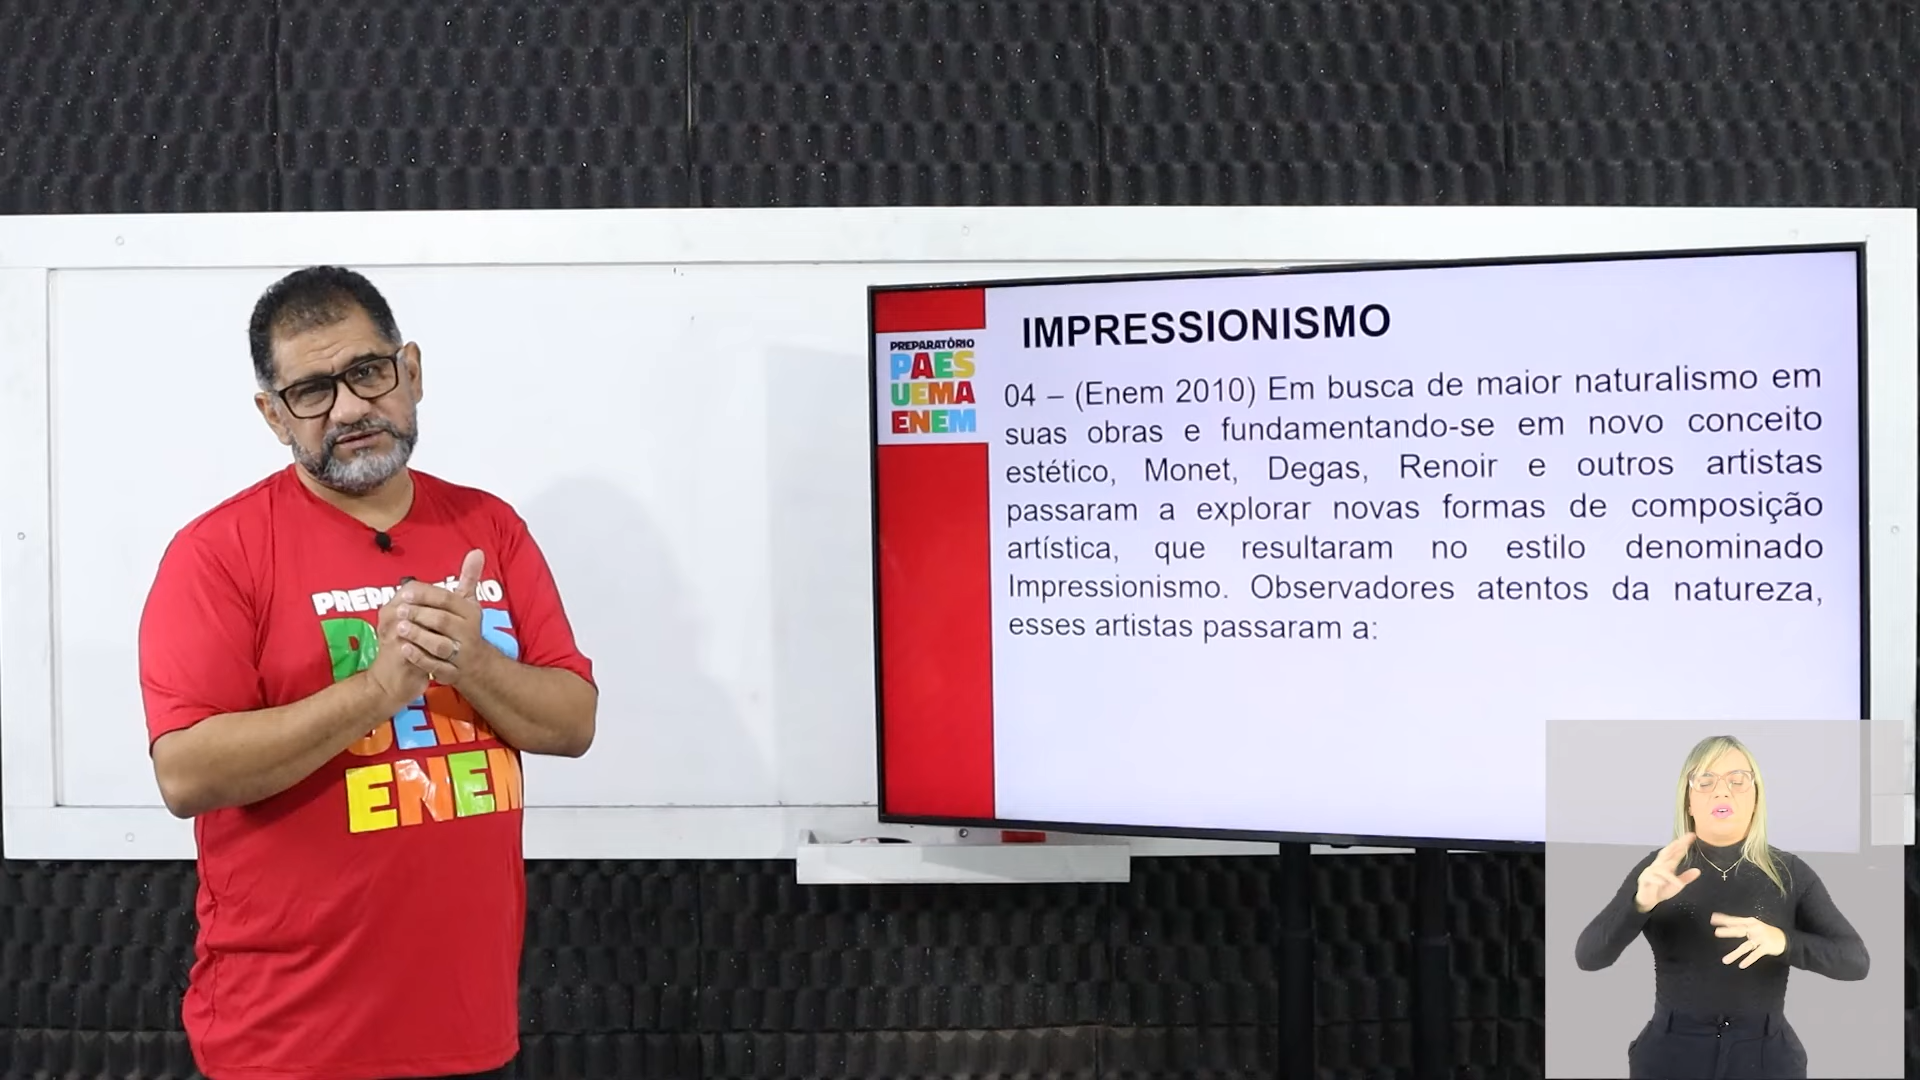 IMPRESSIONISMO
PREPARATÓRIO
PAES
UEMA
ENEM
04 – (Enem 2010) Em busca de maior naturalismo em
suas obras e fundamentando-se em novo conceito
estético, Monet, Degas, Renoir e outros artistas
passaram a explorar novas formas de composição
artística, que resultaram no estilo denominado
Impressionismo. Observadores atentos da natureza,
esses artistas passaram a:
ENEM